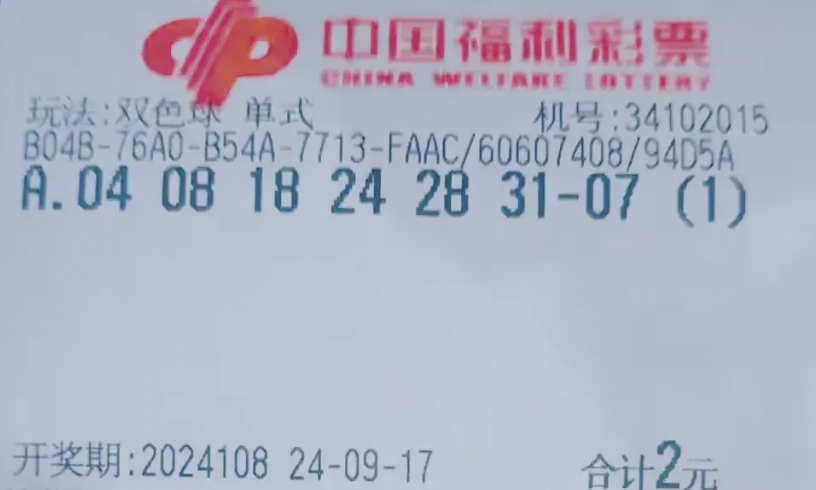 中国福利彩票
CHINA WELFARE LOTTERY
玩法:双色球 单式 机号:34102015
B04B-76A0-B54A-7713-FAAC/60607408/94D5A
A.04 08 18 24 28 31-07 (1)
开奖期:2024108 24-09-17 合计2元